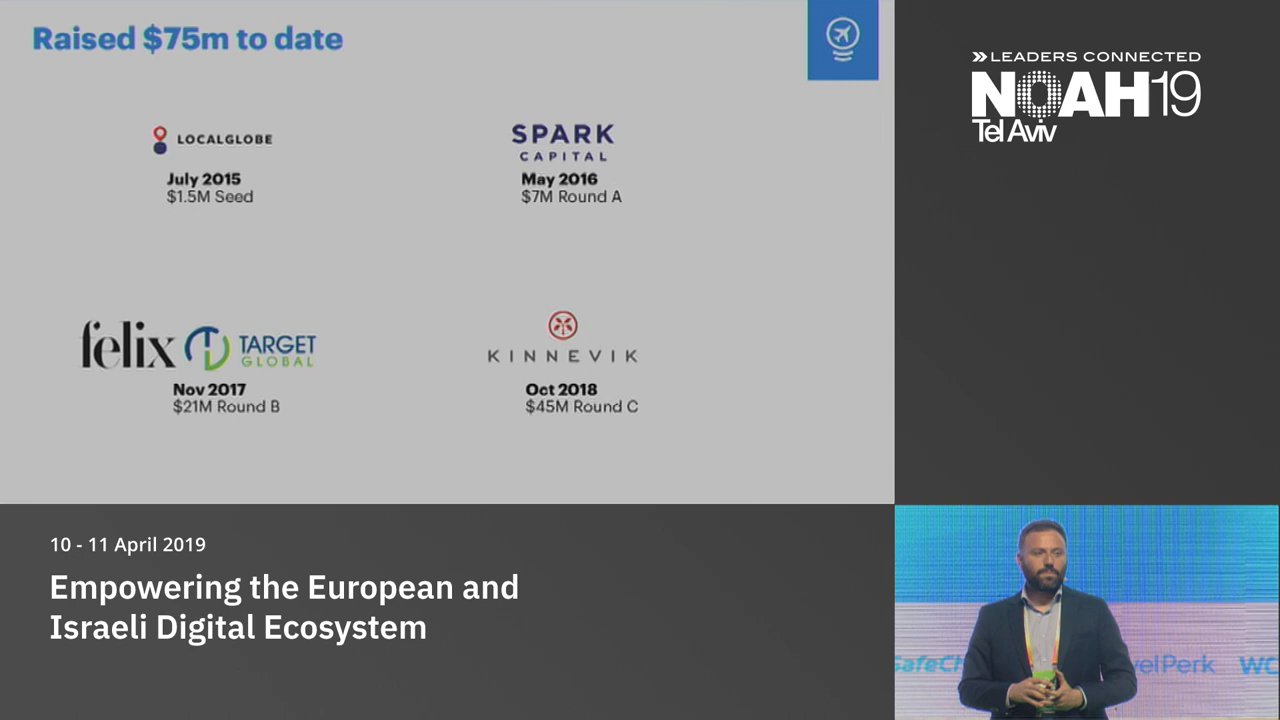 Raised $75m to date
LOCALGLOBE
July 2015
$1.5M Seed
SPARK
CAPITAL
May 2016
$7M Round A
felix
TARGET
GLOBAL
Nov 2017
$21M Round B
KINNEVIK
Oct 2018
$45M Round C
LEADERS CONNECTED
NOAH19
Tel Aviv
10 - 11 April 2019
Empowering the European and
Israeli Digital Ecosystem
velPerk